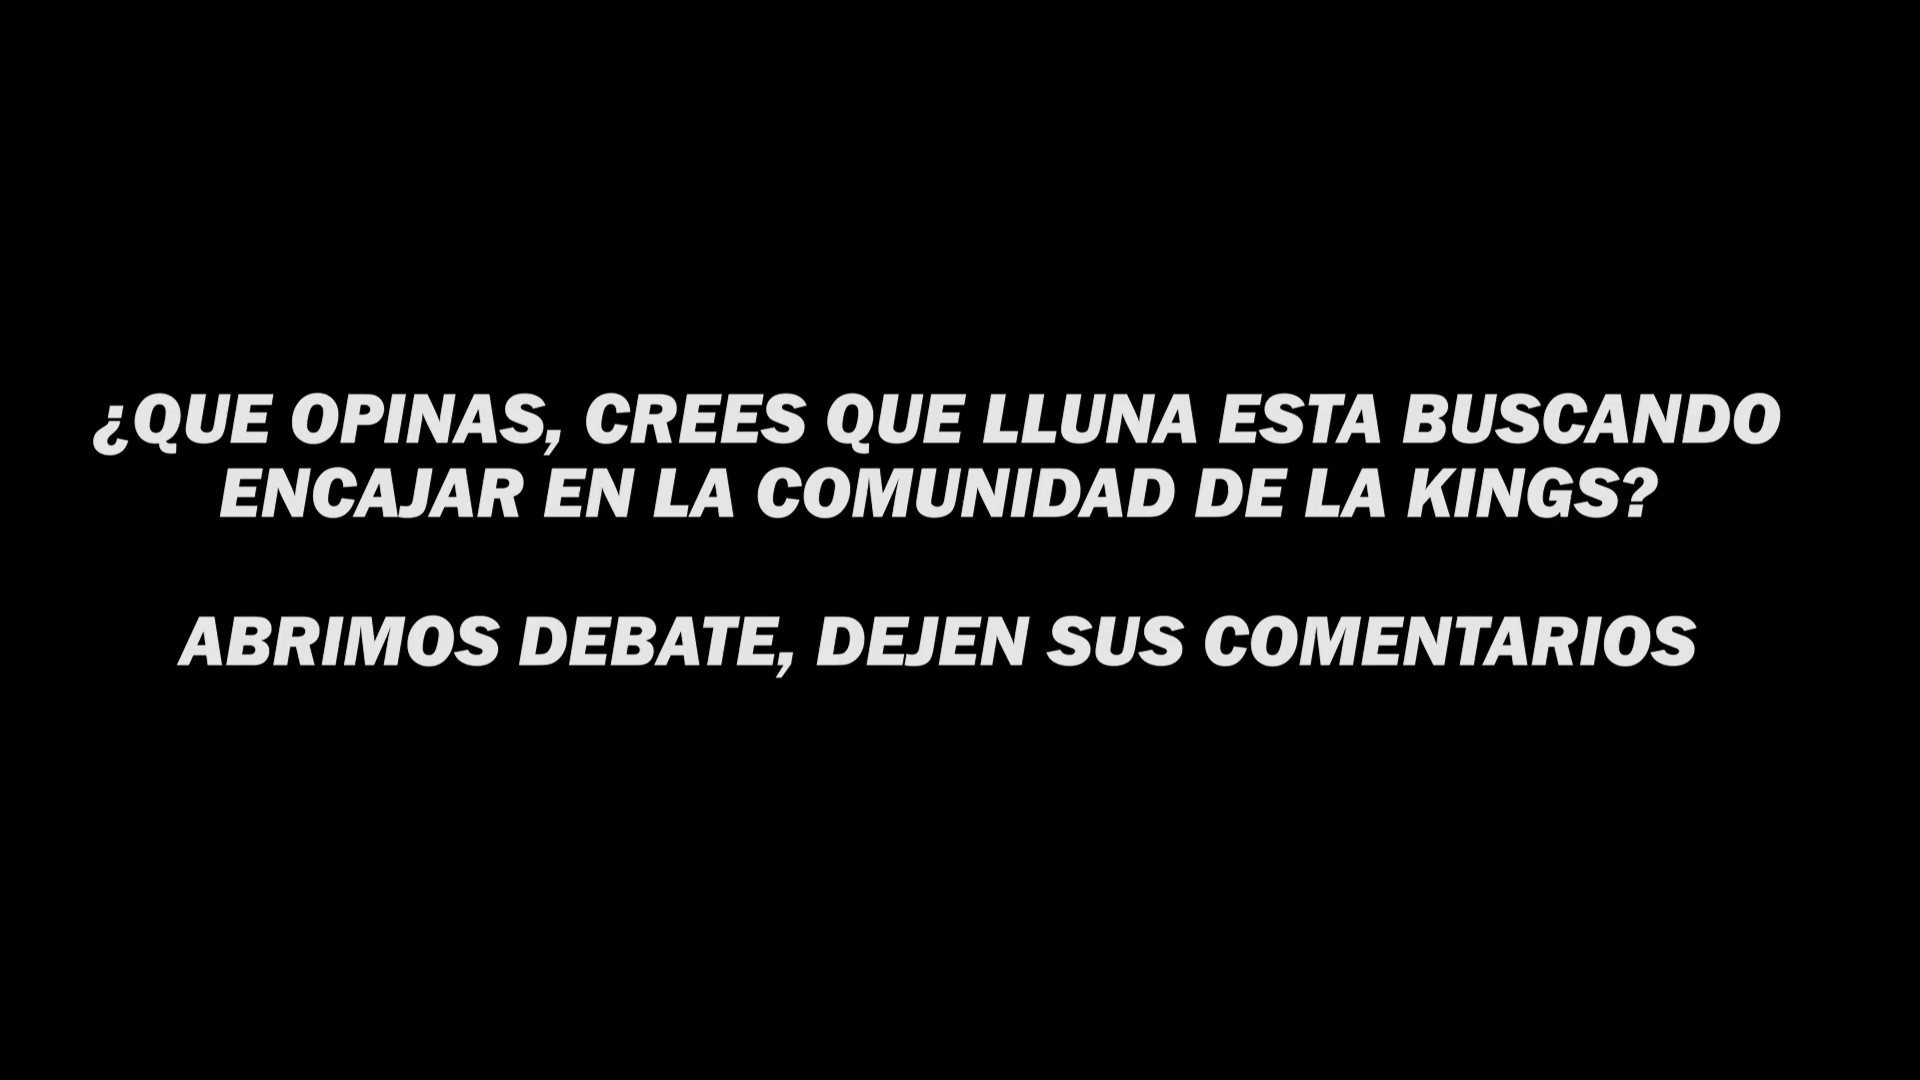 ¿QUE OPINAS, CREES QUE LLUNA ESTA BUSCANDO
ENCAJAR EN LA COMUNIDAD DE LA KINGS?
ABRIMOS DEBATE, DEJEN SUS COMENTARIOS